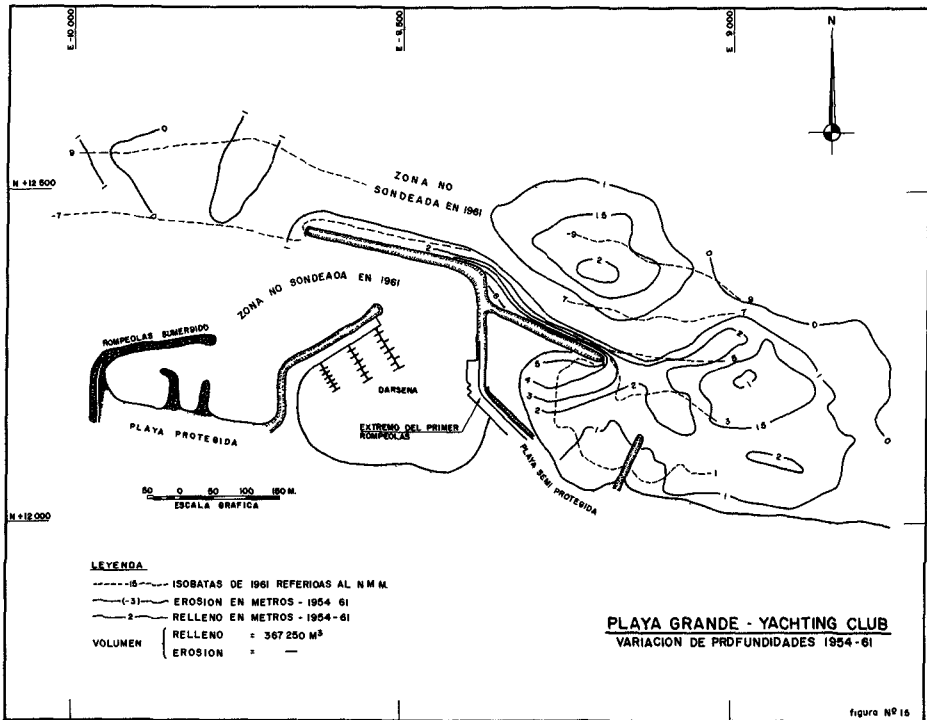 E-10.000
E-9,500
E-9.000
N
N +12 500
ZONA NO
SONDEADA EN 1961
ZONA NO SONDEADA EN 1961
ROMPEOLAS SUMERGIDO
DARSENA
EXTREMO DEL PRIMER
ROMPEOLAS
PLAYA PROTEGIDA
PLAYA SEMI PROTEGIDA
50 0 50 100 150 M.
ESCALA GRAFICA
N +12 000
LEYENDA
-----15----- ISOBATAS DE 1961 REFERIDAS AL N M M.
——(-3)—— EROSION EN METROS - 1954 61
——2—— RELLENO EN METROS - 1954-61
VOLUMEN
RELLENO = 367 250 M³
EROSION = —
PLAYA GRANDE - YACHTING CLUB
VARIACION DE PROFUNDIDADES 1954-61
figura Nº 15